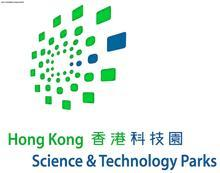 Hong Kong 香港科技園
Science & Technology Parks